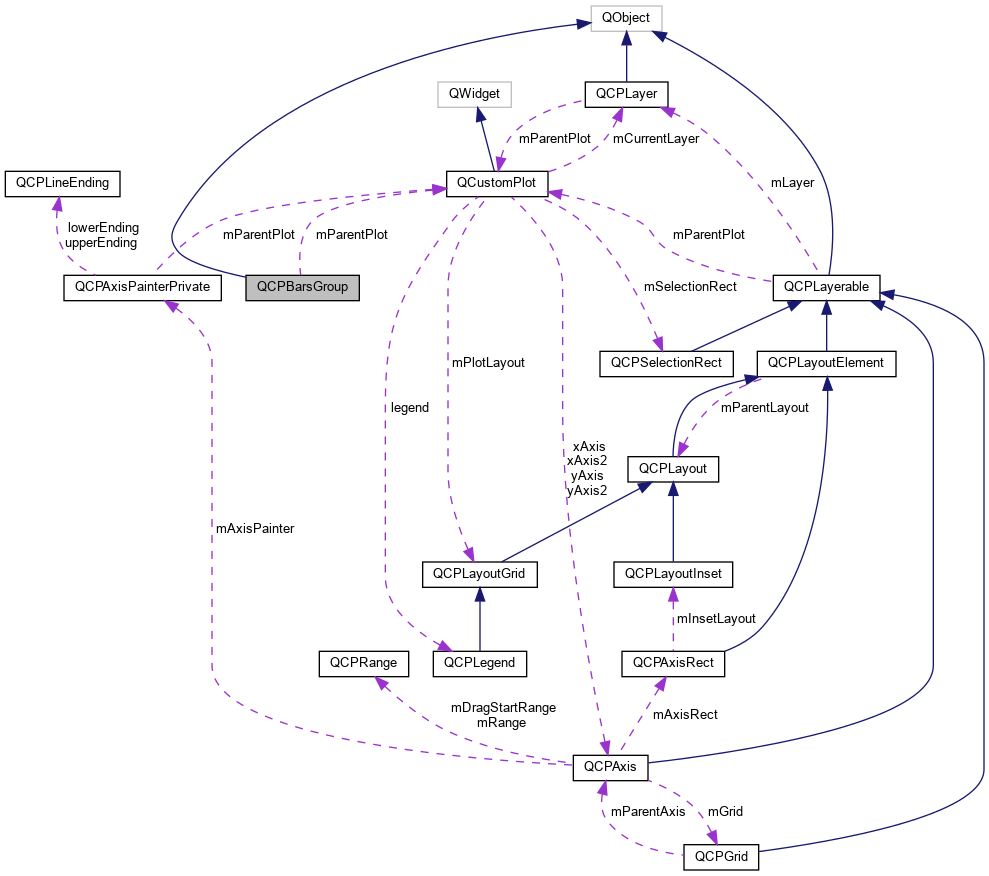 QObject
QWidget
QCPLayer
mParentPlot
mCurrentLayer
QCPLineEnding
QCustomPlot
mLayer
lowerEnding
upperEnding
mParentPlot
mParentPlot
mParentPlot
QCPAxisPainterPrivate
QCPBarsGroup
mSelectionRect
QCPLayerable
mPlotLayout
QCPSelectionRect
QCPLayoutElement
legend
mParentLayout
xAxis
xAxis2
yAxis
yAxis2
QCPLayout
mAxisPainter
QCPLayoutGrid
QCPLayoutInset
mInsetLayout
QCPRange
QCPLegend
QCPAxisRect
mDragStartRange
mRange
mAxisRect
QCPAxis
mParentAxis
mGrid
QCPGrid